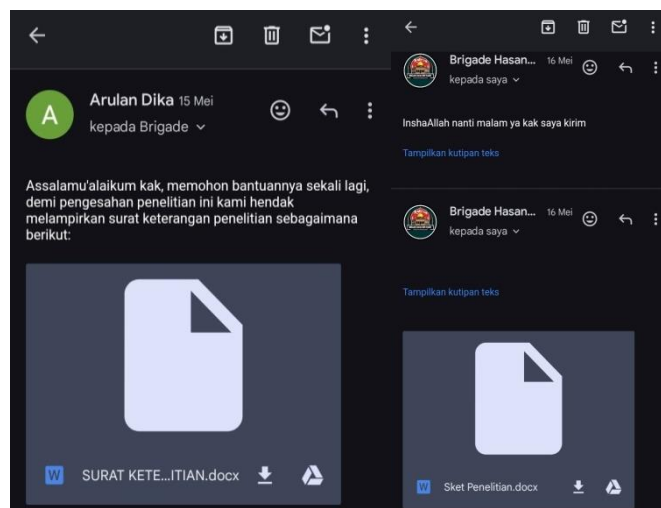 Arulan Dika 15 Mei
kepada Brigade
A
Assalamu'alaikum kak, memohon bantuannya sekali lagi,
demi pengesahan penelitian ini kami hendak
melampirkan surat keterangan penelitian sebagaimana
berikut:
W SURAT KETE...ITIAN.docx
Brigade Hasan... 16 Mei
kepada saya
InshaAllah nanti malam ya kak saya kirim
Tampilkan kutipan teks
Brigade Hasan... 16 Mei
kepada saya
Tampilkan kutipan teks
W Sket Penelitian.docx